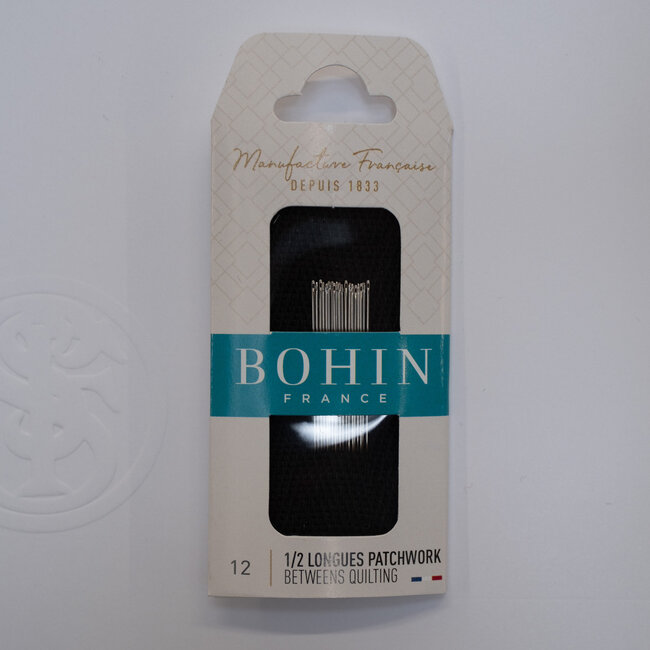 Manufacture Française
DEPUIS 1833
BOHIN
FRANCE
12
1/2 LONGUES PATCHWORK
BETWEENS QUILTING